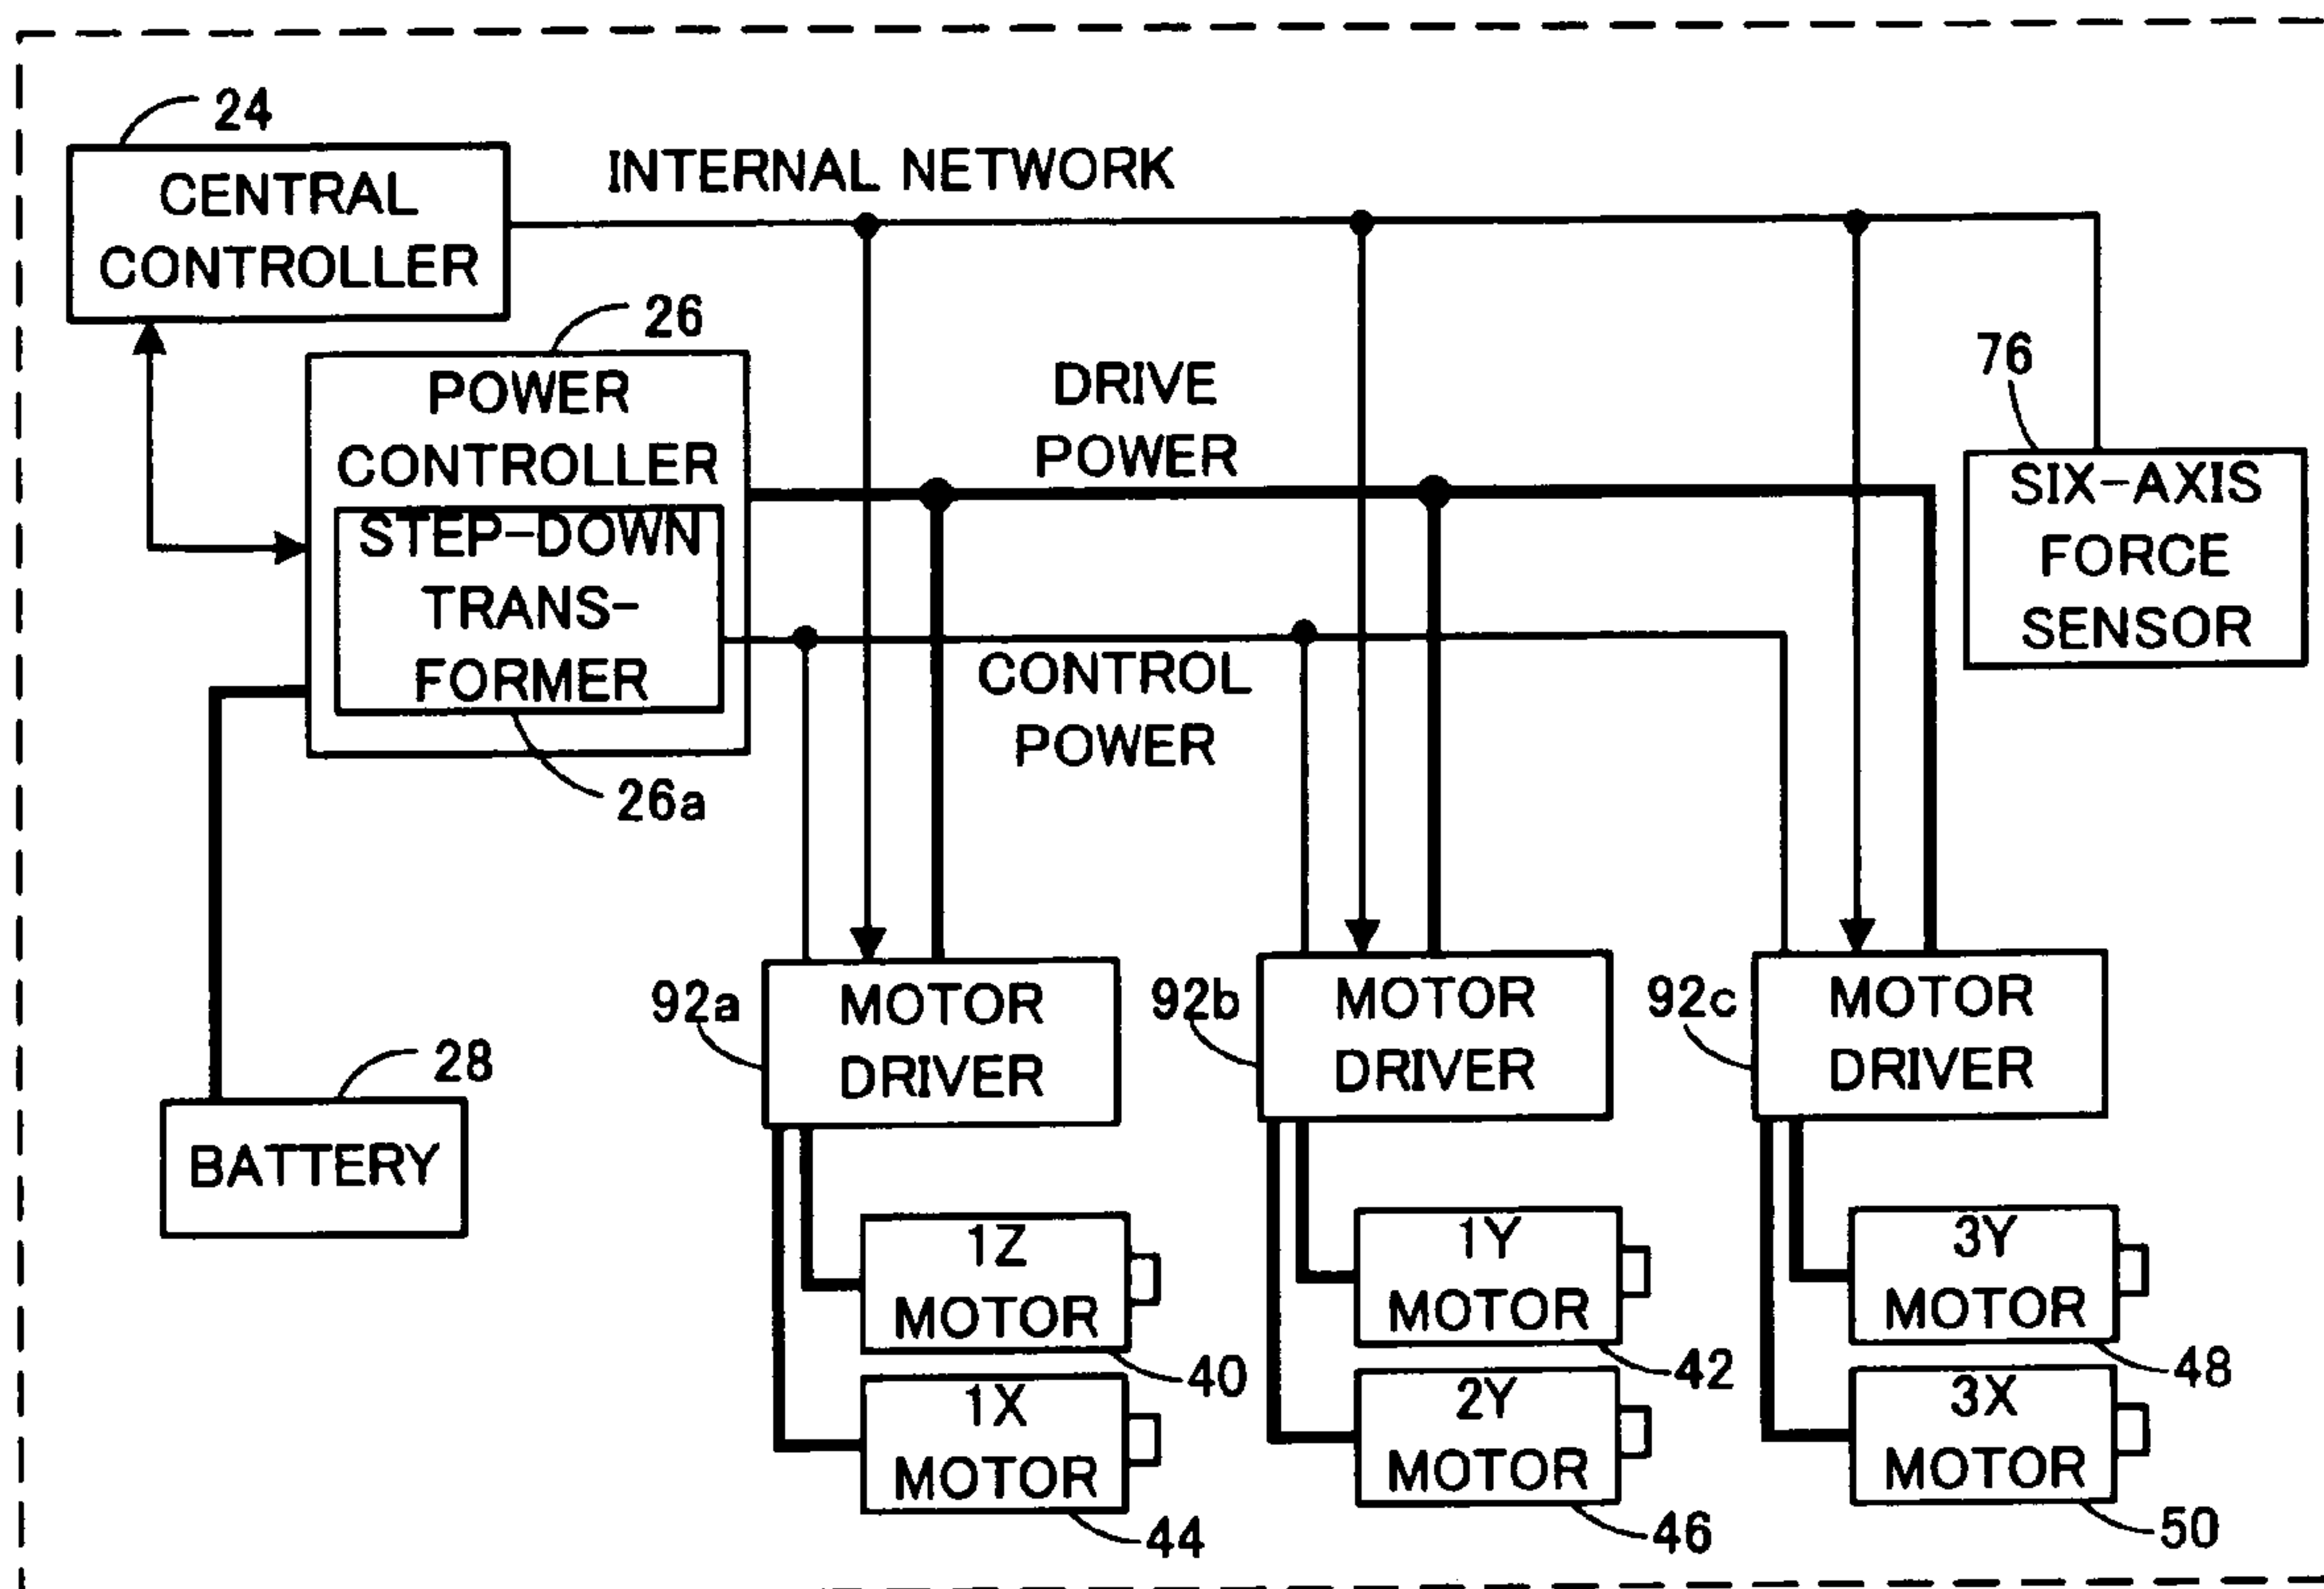 24
CENTRAL
CONTROLLER
INTERNAL NETWORK
26
POWER
CONTROLLER
STEP-DOWN
TRANS-
FORMER
26a
DRIVE
POWER
CONTROL
POWER
76
SIX-AXIS
FORCE
SENSOR
28
BATTERY
92a
MOTOR
DRIVER
92b
MOTOR
DRIVER
92c
MOTOR
DRIVER
1Z
MOTOR
40
1X
MOTOR
44
1Y
MOTOR
42
2Y
MOTOR
46
3Y
MOTOR
48
3X
MOTOR
50